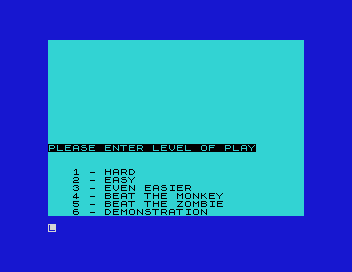 PLEASE ENTER LEVEL OF PLAY
1 - HARD
2 - EASY
3 - EVEN EASIER
4 - BEAT THE MONKEY
5 - BEAT THE ZOMBIE
6 - DEMONSTRATION
L